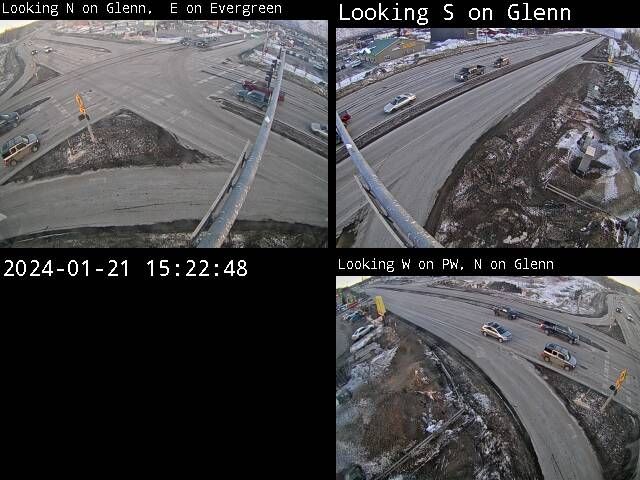 Looking N on Glenn,  E on Evergreen
Looking S on Glenn
2024-01-21 15:22:48
Looking W on PW, N on Glenn